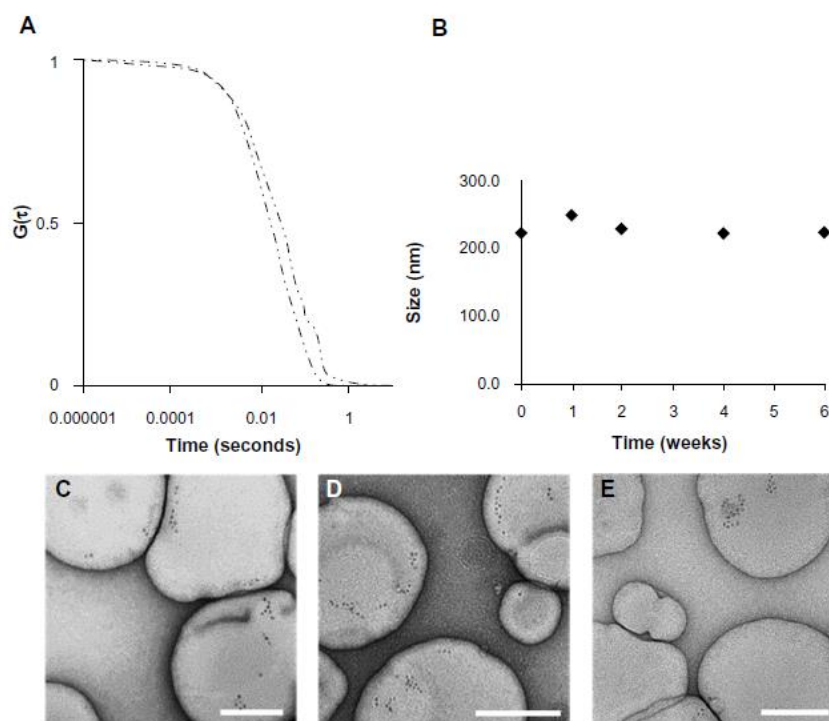 A
1
G(τ)
0.5
0
0.000001 0.0001 0.01 1
Time (seconds)
B
300.0
Size (nm)
200.0
100.0
0.0
0 1 2 3 4 5 6
Time (weeks)
C D E